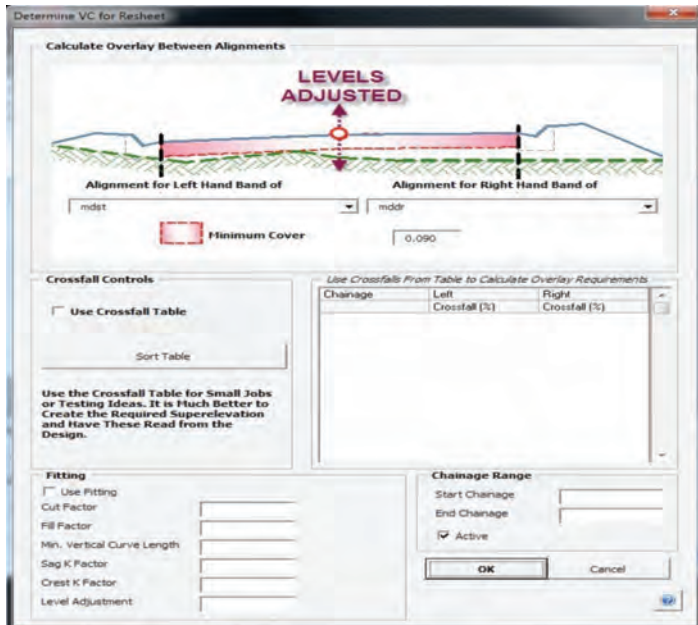 Determine VC for Resheet
Calculate Overlay Between Alignments
LEVELS
ADJUSTED
Alignment for Left Hand Band of
Alignment for Right Hand Band of
mdst
mddr
Minimum Cover
0.090
Crossfall Controls
Use Crossfall Table
Sort Table
Use the Crossfall Table for Small Jobs
or Testing Ideas. It is Much Better to
Create the Required Superelevation
and Have These Read from the
Design.
Use Crossfalls From Table to Calculate Overlay Requirements
Chainage Left Right
Crossfall (%) Crossfall (%)
Fitting
Use Fitting
Cut Factor
Fill Factor
Min. Vertical Curve Length
Sag K Factor
Crest K Factor
Level Adjustment
Chainage Range
Start Chainage
End Chainage
Active
OK Cancel